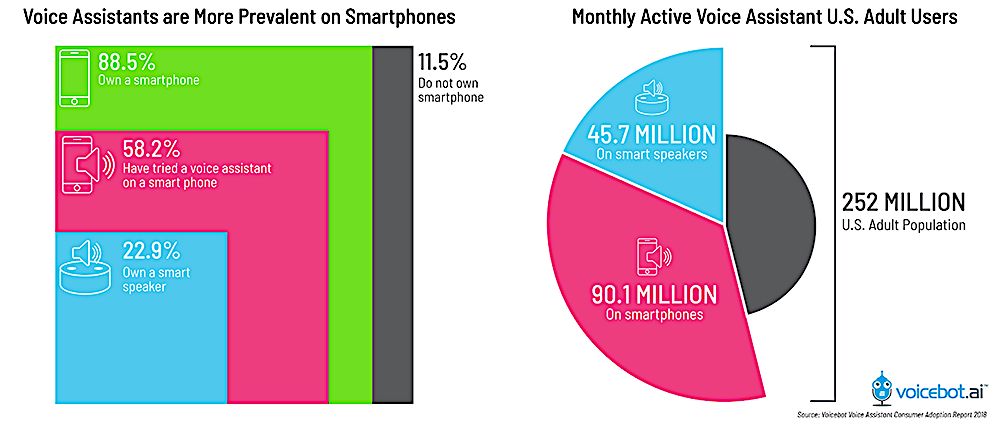 Voice Assistants are More Prevalent on Smartphones
88.5%
Own a smartphone
11.5%
Do not own
smartphone
58.2%
Have tried a voice assistant
on a smart phone
22.9%
Own a smart
speaker
Monthly Active Voice Assistant U.S. Adult Users
45.7 MILLION
On smart speakers
90.1 MILLION
On smartphones
252 MILLION
U.S. Adult Population
voicebot.ai™
Source: Voicebot Voice Assistant Consumer Adoption Report 2018